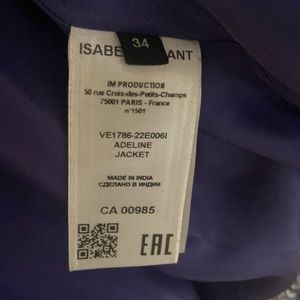 34
ISABE ANT
IM PRODUCTION
50 rue Croix-des-Petits-Champs
75001 PARIS - France
n°1501
VE1786-22E006I
ADELINE
JACKET
MADE IN INDIA
СДЕЛАНО В ИНДИИ
CA 00985
EAC